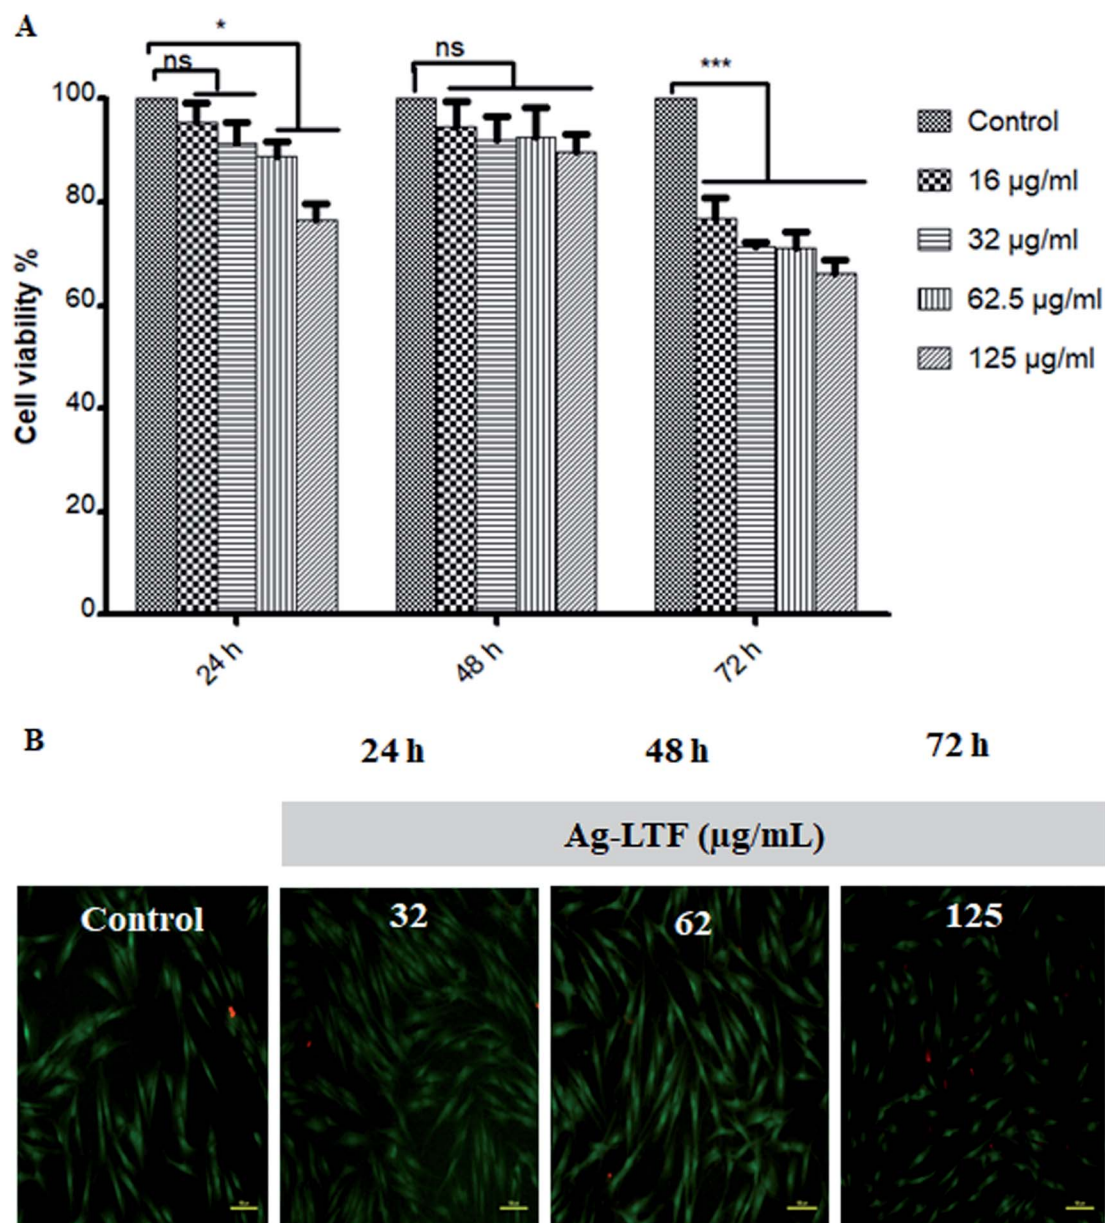 A
*
ns
ns
***
100
80
60
40
20
0
Cell viability %
24 h
48 h
72 h
Control
16 µg/ml
32 µg/ml
62.5 µg/ml
125 µg/ml
B
24 h 48 h 72 h
Ag-LTF (µg/mL)
Control 32 62 125